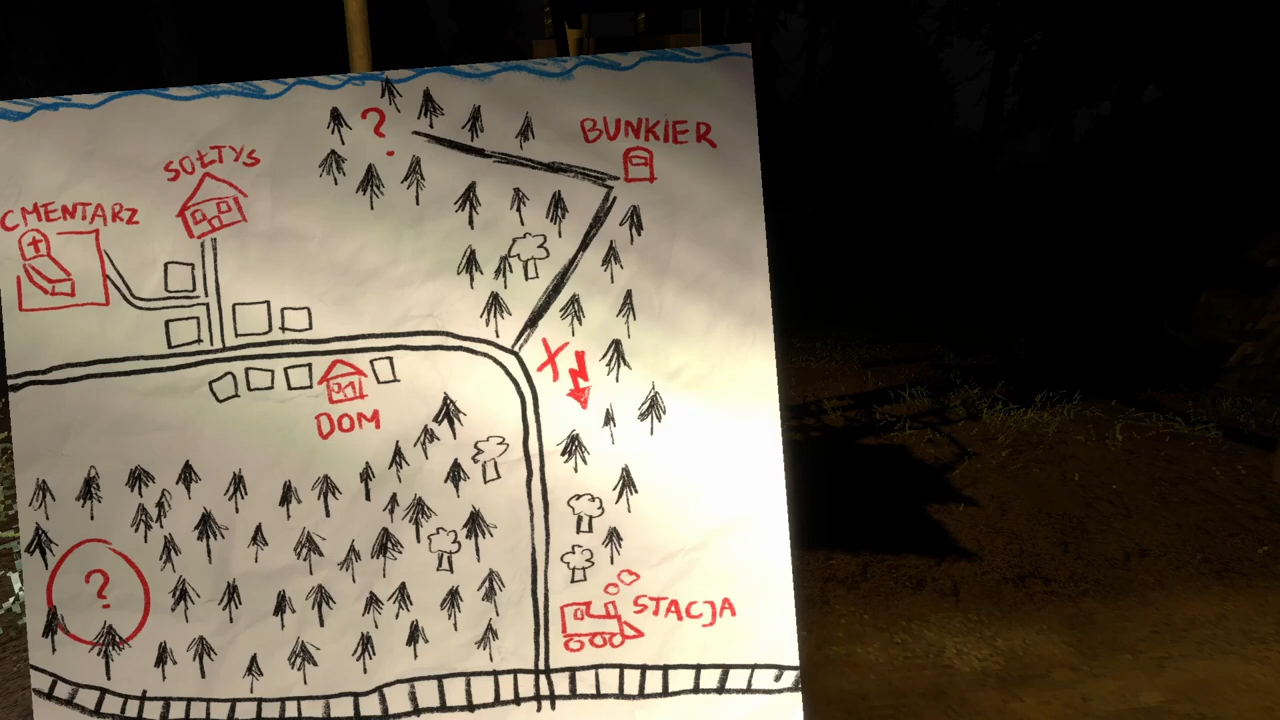 ?
BUNKIER
SOŁTYS
CMENTARZ
X
DOM
?
STACJA